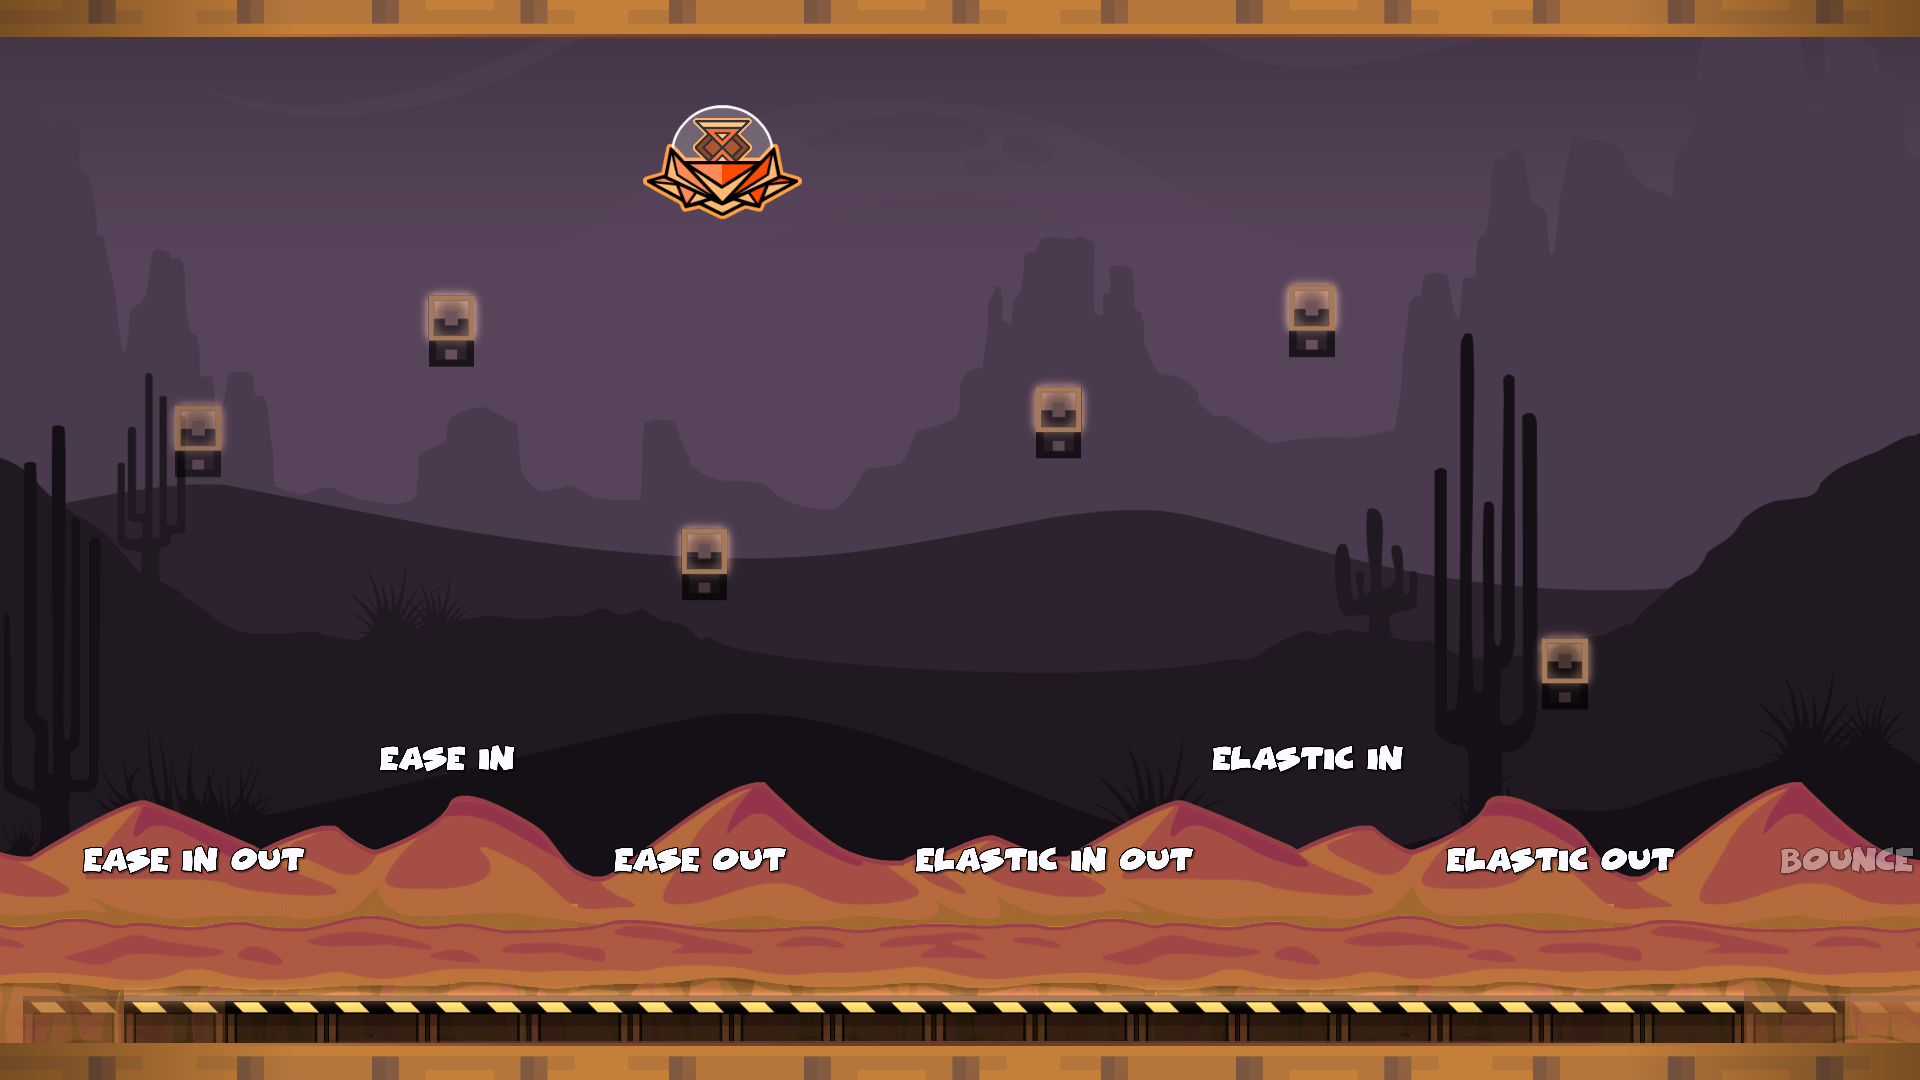 EASE IN
ELASTIC IN
EASE IN OUT
EASE OUT
ELASTIC IN OUT
ELASTIC OUT
BOUNCE